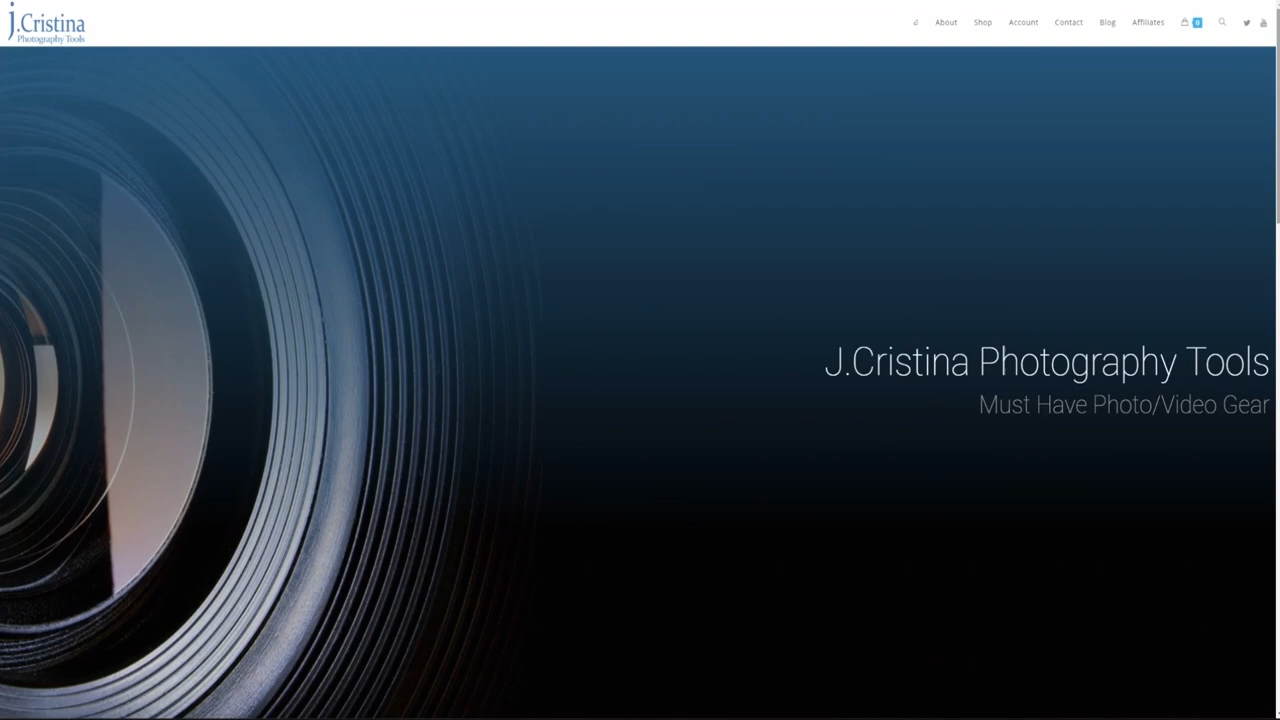 j.Cristina
Photography Tools
About Shop Account Contact Blog Affiliates 0
J.Cristina Photography Tools
Must Have Photo/Video Gear